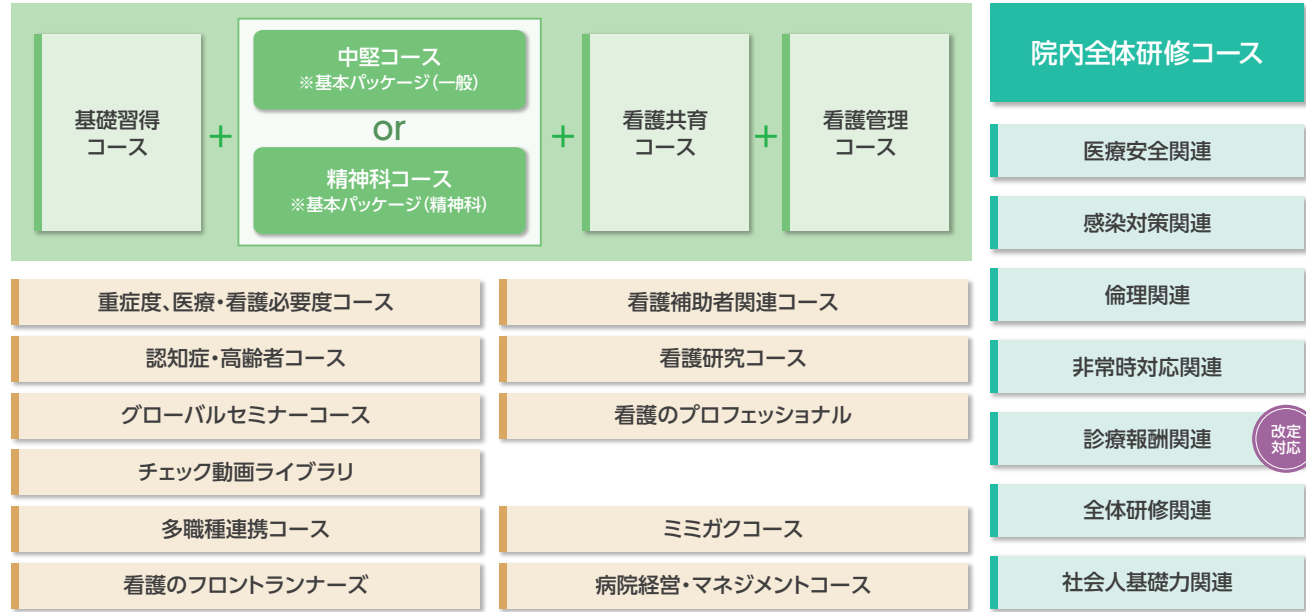 基礎習得
コース
+
中堅コース
※基本パッケージ(一般)
or
精神科コース
※基本パッケージ(精神科)
+
看護共育
コース
+
看護管理
コース
重症度、医療・看護必要度コース
看護補助者関連コース
認知症・高齢者コース
看護研究コース
グローバルセミナーコース
看護のプロフェッショナル
チェック動画ライブラリ
多職種連携コース
ミミガクコース
看護のフロントランナーズ
病院経営・マネジメントコース
院内全体研修コース
医療安全関連
感染対策関連
倫理関連
非常時対応関連
診療報酬関連
改定
対応
全体研修関連
社会人基礎力関連